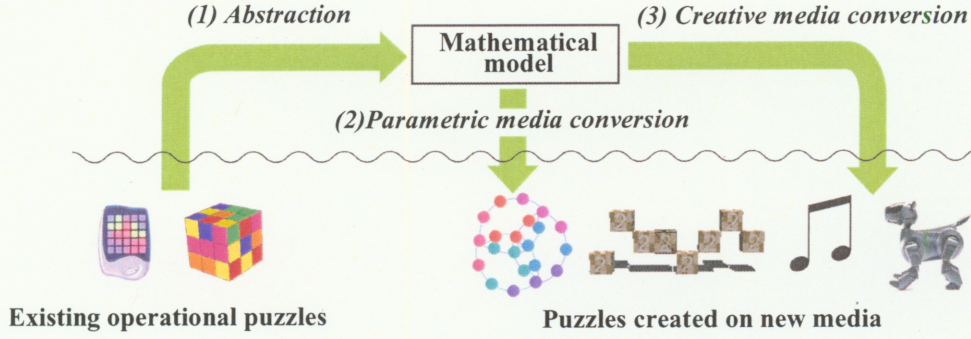 (1) Abstraction
(3) Creative media conversion
Mathematical
model
(2)Parametric media conversion
Existing operational puzzles
Puzzles created on new media